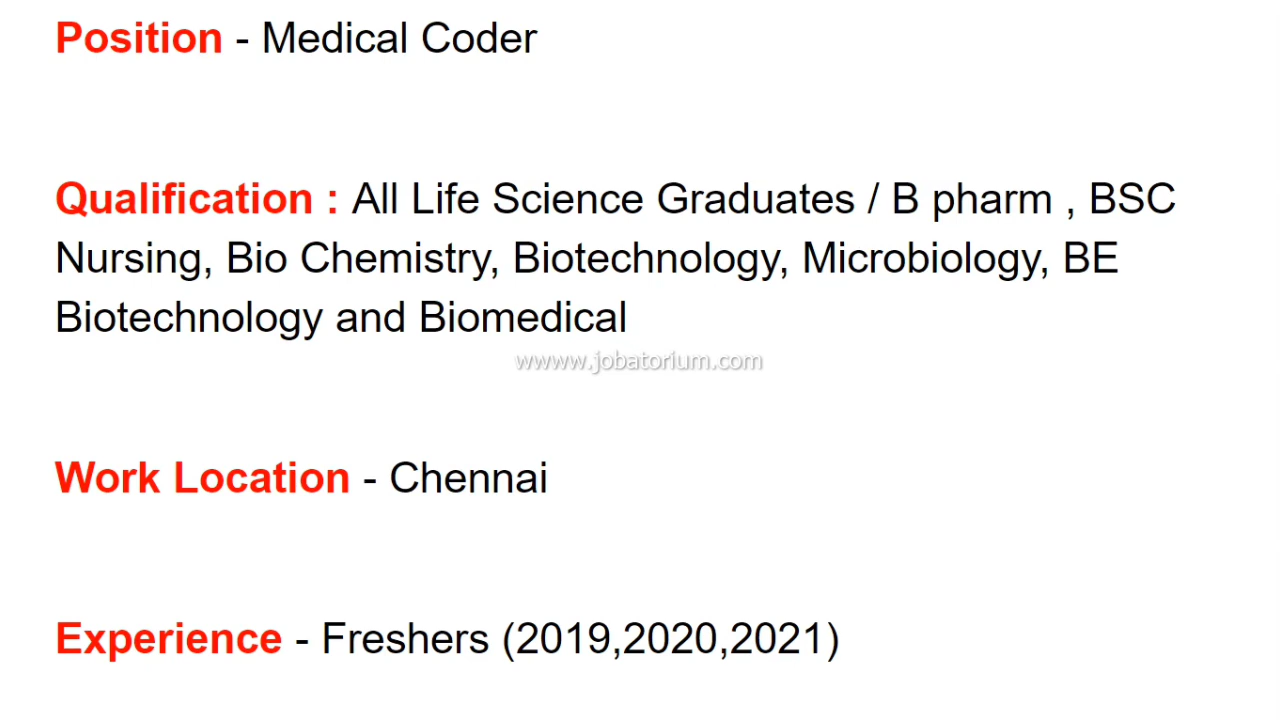 Position - Medical Coder
Qualification : All Life Science Graduates / B pharm , BSC
Nursing, Bio Chemistry, Biotechnology, Microbiology, BE
Biotechnology and Biomedical
wwww.jobatorium.com
Work Location - Chennai
Experience - Freshers (2019,2020,2021)